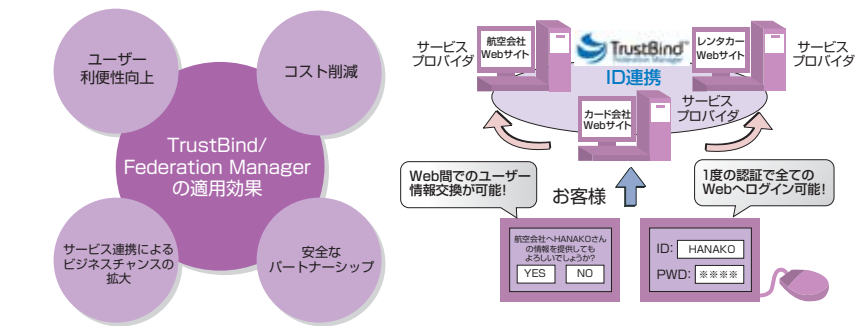 ユーザー
利便性向上
コスト削減
TrustBind/
Federation Manager
の適用効果
サービス連携による
ビジネスチャンスの
拡大
安全な
パートナーシップ
サービス
プロバイダ
航空会社
Webサイト
TrustBind™
Federation Manager
ID連携
レンタカー
Webサイト
サービス
プロバイダ
カード会社
Webサイト
サービス
プロバイダ
Web間でのユーザー
情報交換が可能!
お客様
1度の認証で全ての
Webへログイン可能!
航空会社へHANAKOさん
の情報を提供しても
よろしいでしょうか?
YES NO
ID: HANAKO
PWD: ※※※※